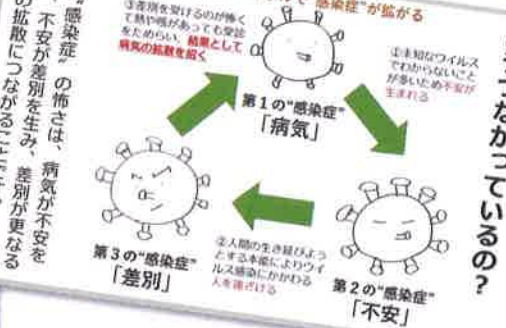 つながっているの?
"感染症"が拡がる
③差別を受けるのが怖く
て熱や咳があっても受診
をためらい、結果として
病気の拡散を招く
①未知なウイルス
でわからないこと
が多いため不安が
生まれる
第1の"感染症"
「病気」
第3の"感染症"
「差別」
②人間の生き延びよう
とする本能によりウイ
ルス感染にかかわる
人を遠ざける
第2の"感染症"
「不安」
"感染症"の怖さは、病気が不安を
不安が差別を生み、差別が更なる
の拡散につながること